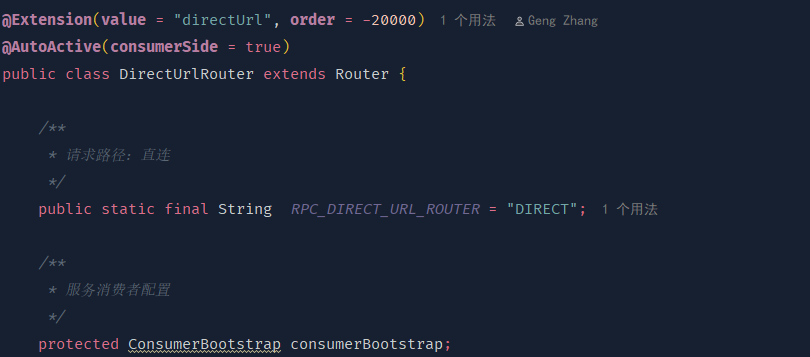 @Extension(value = "directUrl", order = -20000) 1 个用法 Geng Zhang
@AutoActive(consumerSide = true)
public class DirectUrlRouter extends Router {
/**
* 请求路径：直连
*/
public static final String RPC_DIRECT_URL_ROUTER = "DIRECT"; 1 个用法
/**
* 服务消费者配置
*/
protected ConsumerBootstrap consumerBootstrap;